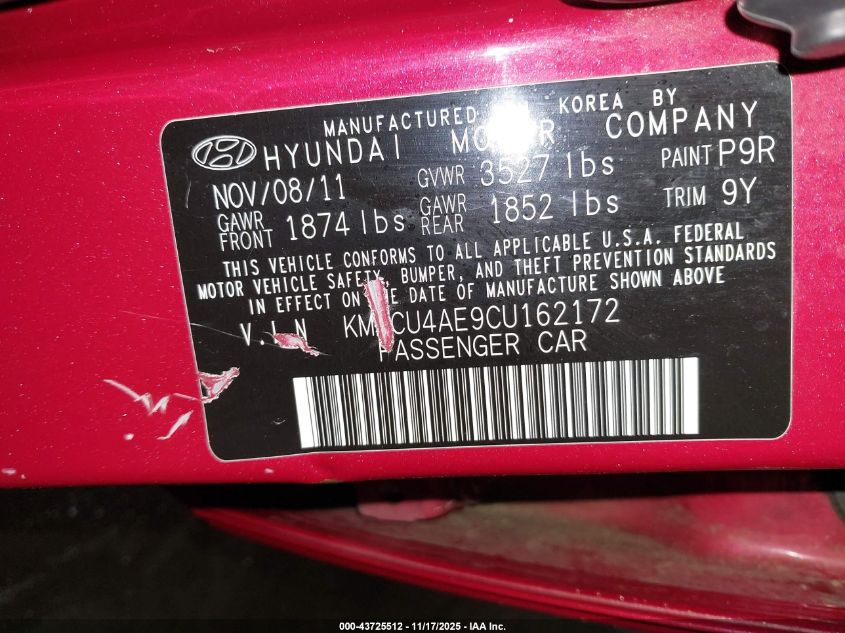 MANUFACTURED KOREA BY
HYUNDAI MOTOR COMPANY
NOV/08/11 GVWR 3527 lbs PAINT P9R
GAWR FRONT 1874 lbs GAWR REAR 1852 lbs TRIM 9Y
THIS VEHICLE CONFORMS TO ALL APPLICABLE U.S.A. FEDERAL
MOTOR VEHICLE SAFETY, BUMPER, AND THEFT PREVENTION STANDARDS
IN EFFECT ON THE DATE OF MANUFACTURE SHOWN ABOVE
V.I.N
PASSENGER CAR
000-43725512 - 11/17/2025 - IAA Inc.